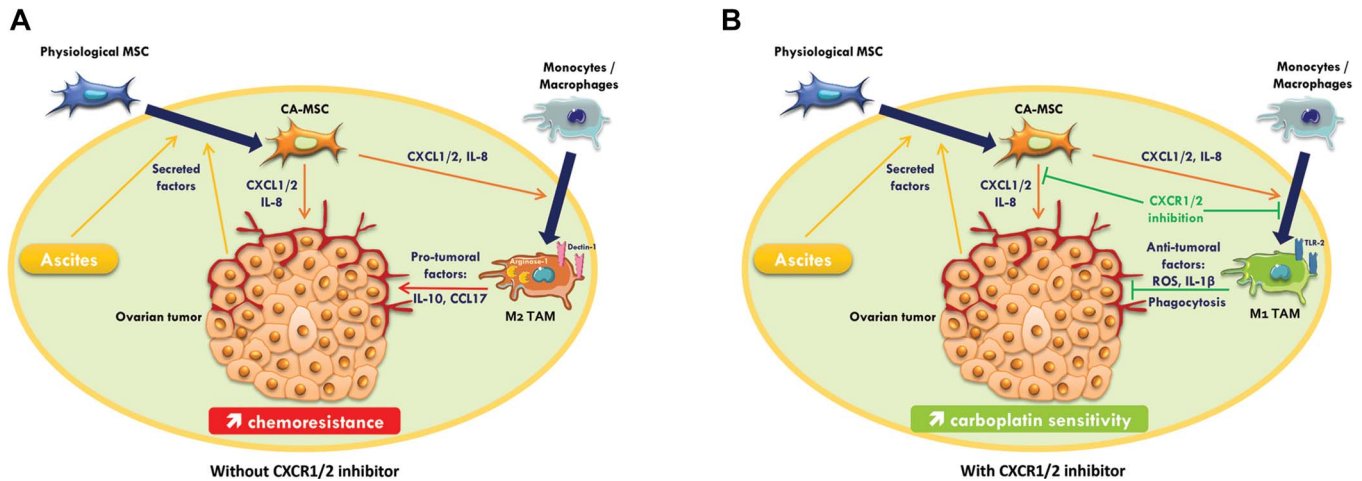 A
Physiological MSC
Monocytes /
Macrophages
CA-MSC
CXCL1/2, IL-8
Secreted
factors
CXCL1/2
IL-8
Ascites
Dectin-1
Arginase-1
Pro-tumoral
factors:
IL-10, CCL17
M2 TAM
Ovarian tumor
chemoresistance
Without CXCR1/2 inhibitor
B
Physiological MSC
Monocytes /
Macrophages
CA-MSC
CXCL1/2, IL-8
Secreted
factors
CXCL1/2
IL-8
CXCR1/2
inhibition
Ascites
TLR-2
Anti-tumoral
factors:
ROS, IL-1β
Phagocytosis
M1 TAM
Ovarian tumor
carboplatin sensitivity
With CXCR1/2 inhibitor